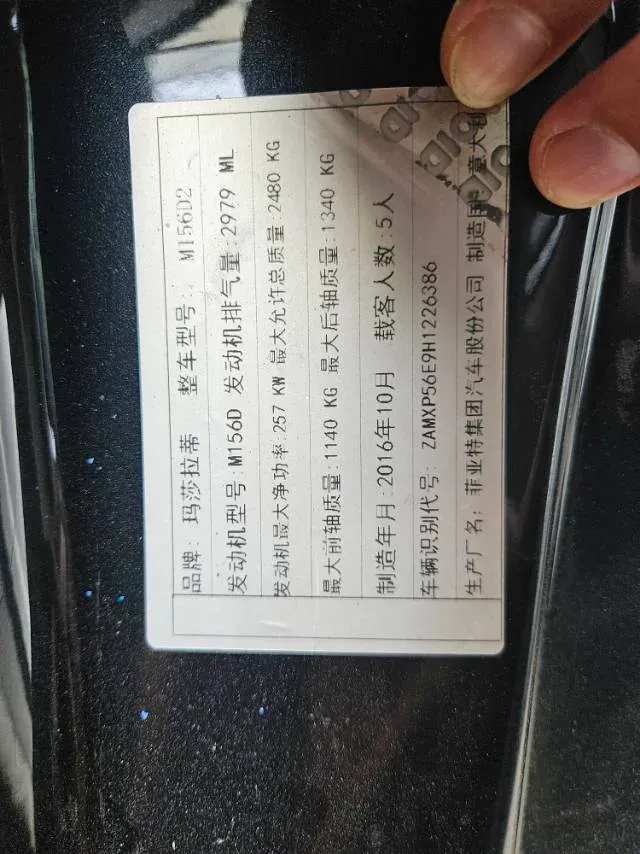 品牌: 玛莎拉蒂 整车型号: M156D2
发动机型号:M156D 发动机排气量:2979 ML
发动机最大净功率:257 KW 最大允许总质量:2480 KG
最大前轴质量:1140 KG 最大后轴质量:1340 KG
制造年月:2016年10月 载客人数:5人
车辆识别代号: ZAMXP56E9H1226386
生产厂名: 菲亚特集团汽车股份公司 制造国: 意大利